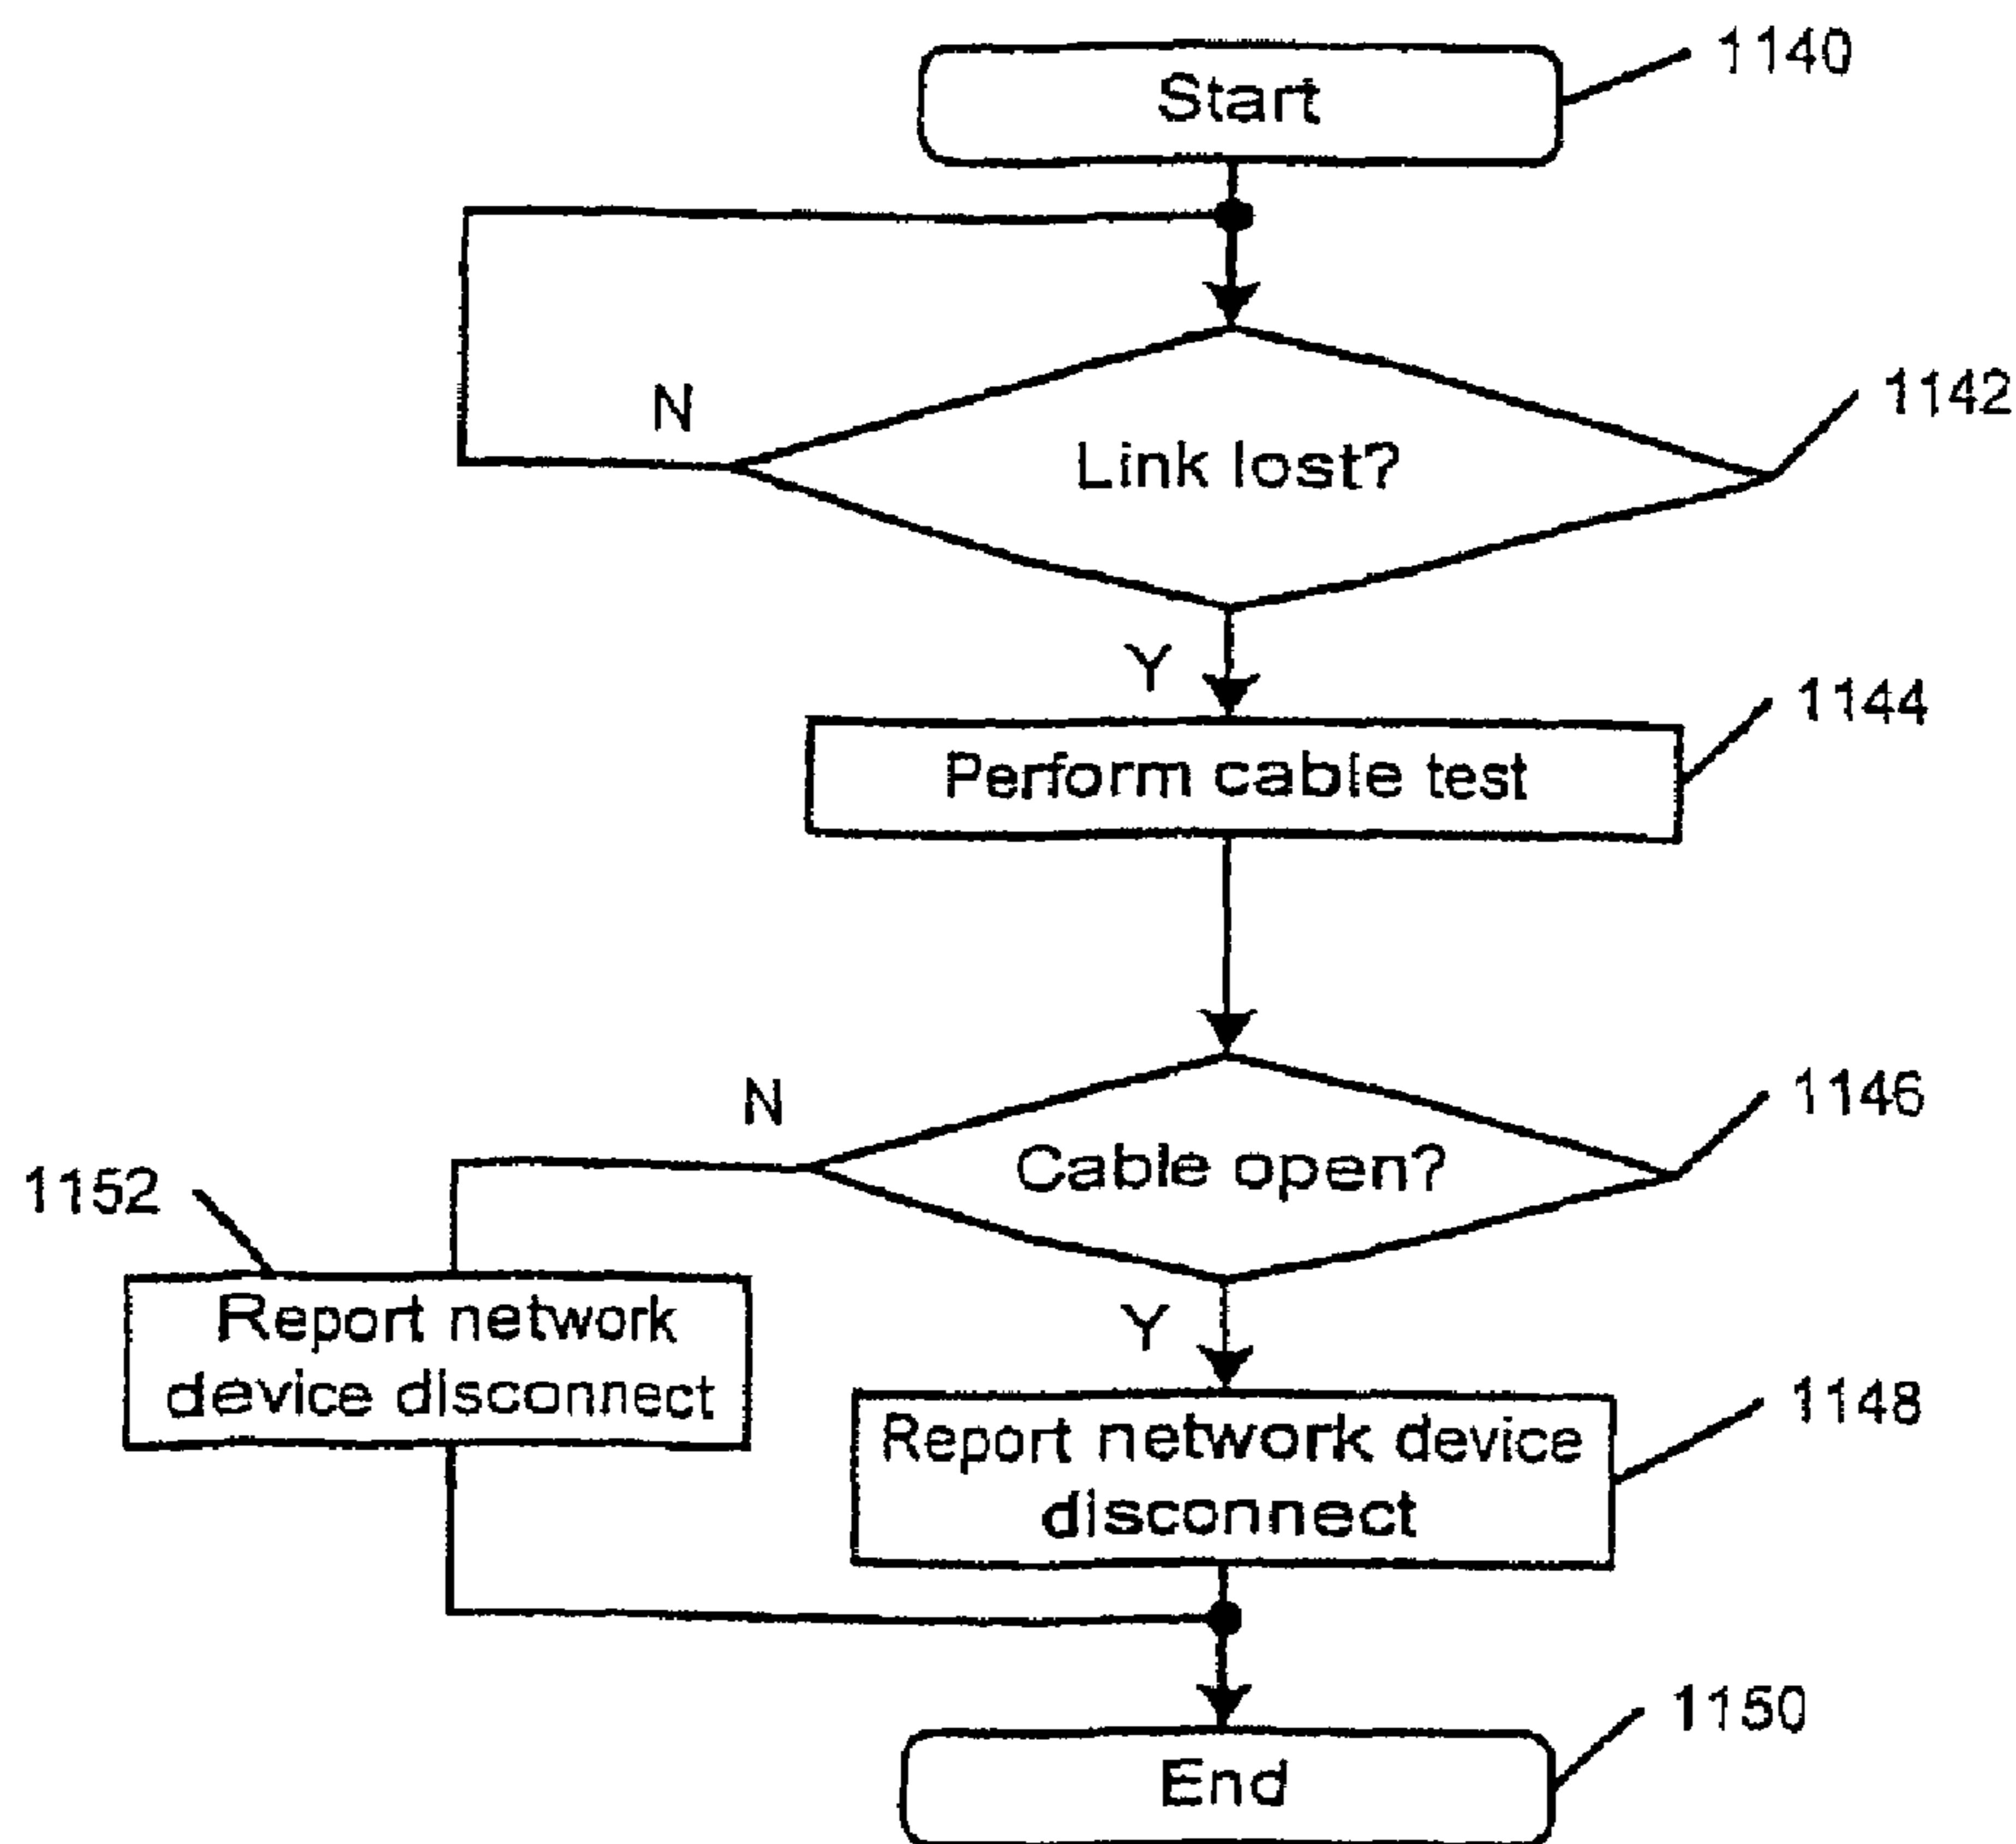 Start
1140
N
Link lost?
1142
Y
Perform cable test
1144
N
Cable open?
1146
1152
Report network
device disconnect
Y
Report network device
disconnect
1148
End
1150